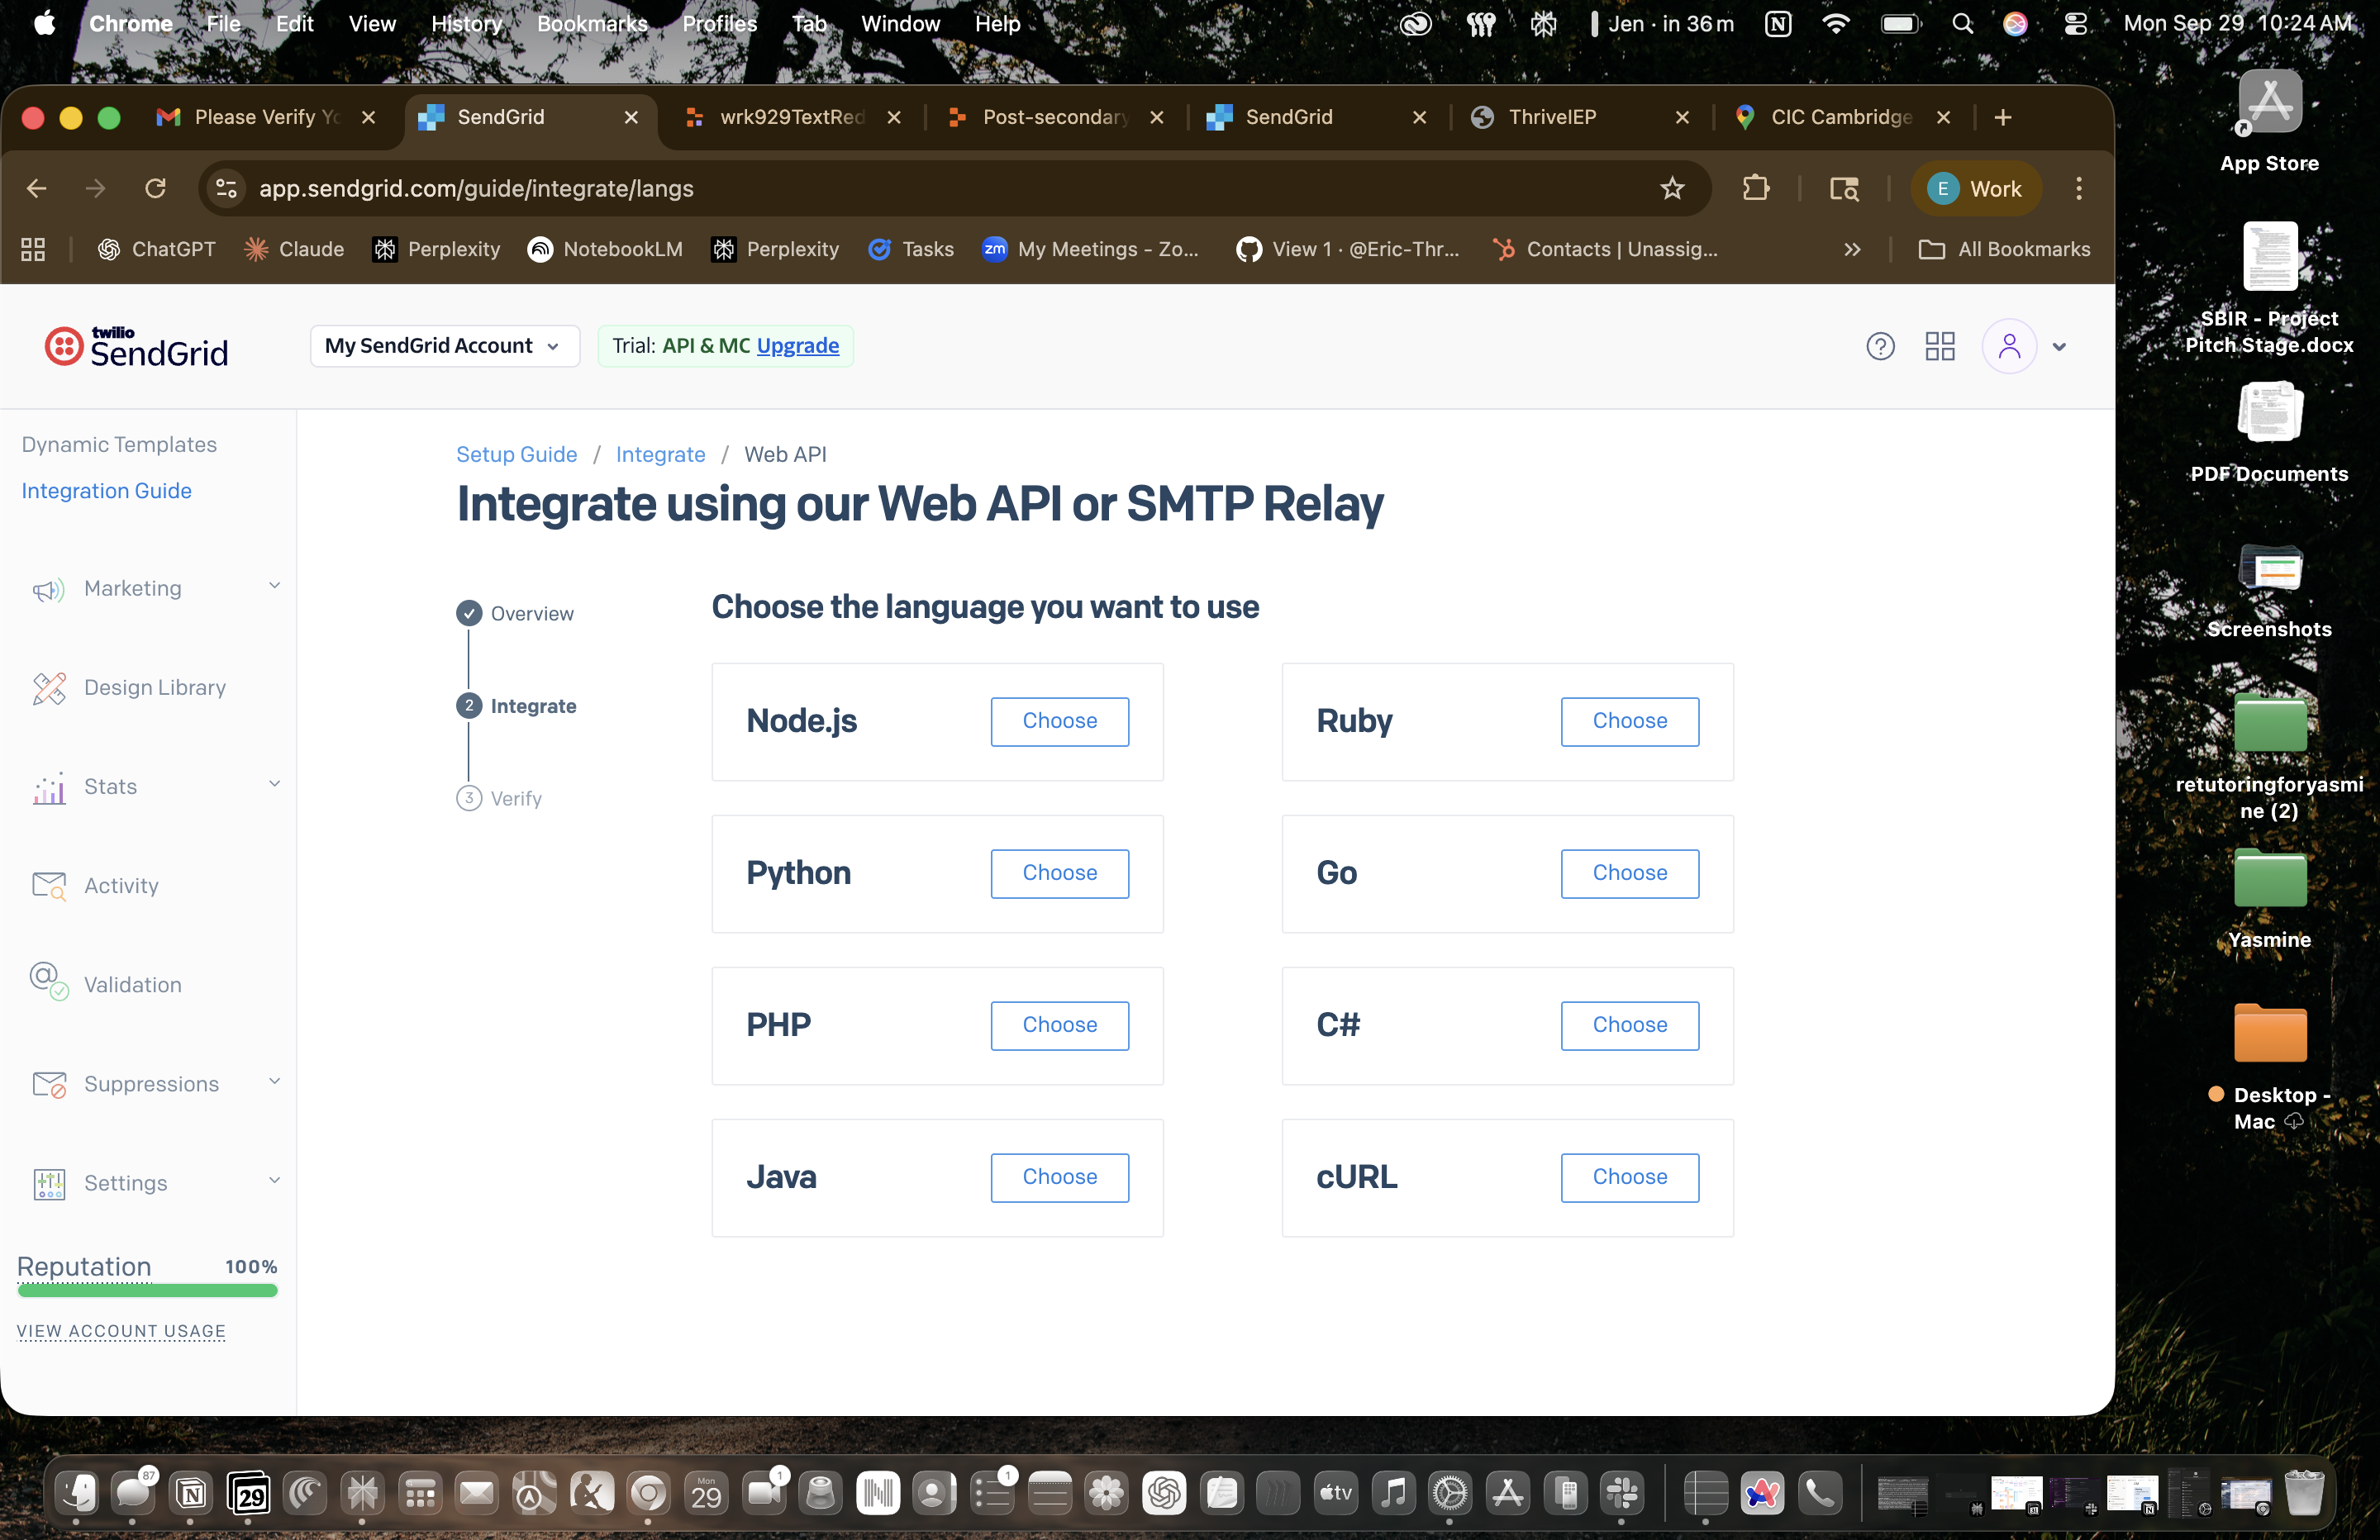 Chrome File Edit View History Bookmarks Profiles Tab Window Help
Jen · in 36 m
Mon Sep 29 10:24 AM
Please Verify Yo
SendGrid
wrk929TextRed
Post-secondary
SendGrid
ThriveIEP
CIC Cambridge
app.sendgrid.com/guide/integrate/langs
E Work
ChatGPT
Claude
Perplexity
NotebookLM
Perplexity
Tasks
zm My Meetings - Zo...
View 1 · @Eric-Thr...
Contacts | Unassig...
All Bookmarks
twilio
SendGrid
My SendGrid Account
Trial: API & MC Upgrade
Dynamic Templates
Integration Guide
Marketing
Design Library
Stats
Activity
Validation
Suppressions
Settings
Reputation 100%
VIEW ACCOUNT USAGE
Setup Guide / Integrate / Web API
Integrate using our Web API or SMTP Relay
Overview
2 Integrate
3 Verify
Choose the language you want to use
Node.js Choose
Ruby Choose
Python Choose
Go Choose
PHP Choose
C# Choose
Java Choose
cURL Choose
App Store
SBIR - Project
Pitch Stage.docx
PDF Documents
Screenshots
retutoringforyasmi
ne (2)
Yasmine
Desktop -
Mac
87
29
Mon
29
1
1
tv